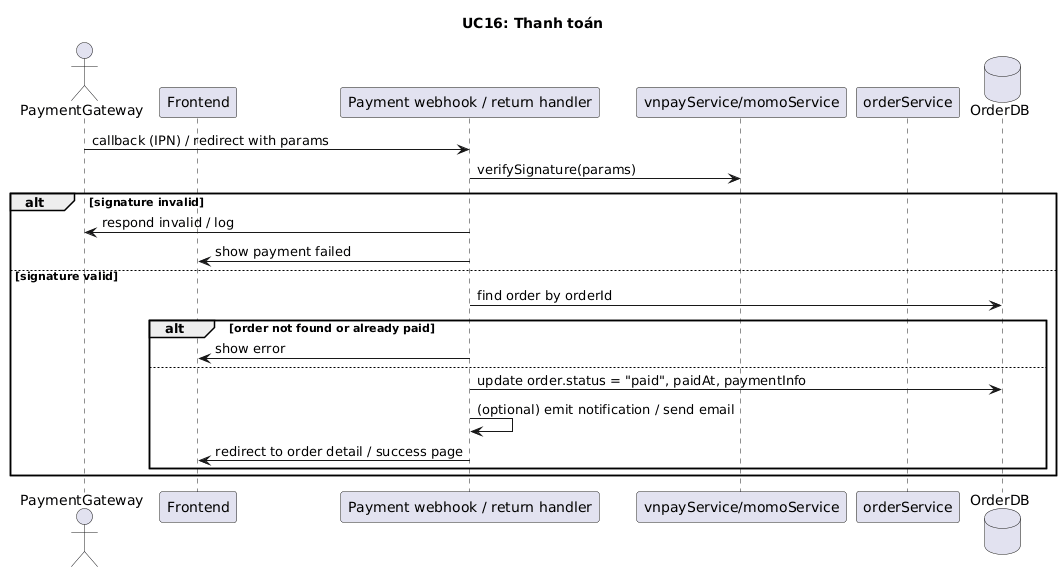 UC16: Thanh toán
PaymentGateway
Frontend
Payment webhook / return handler
vnpayService/momoService
orderService
OrderDB
callback (IPN) / redirect with params
verifySignature(params)
alt
[signature invalid]
respond invalid / log
show payment failed
[signature valid]
find order by orderId
alt
[order not found or already paid]
show error
update order.status = "paid", paidAt, paymentInfo
(optional) emit notification / send email
redirect to order detail / success page
PaymentGateway
Frontend
Payment webhook / return handler
vnpayService/momoService
orderService
OrderDB